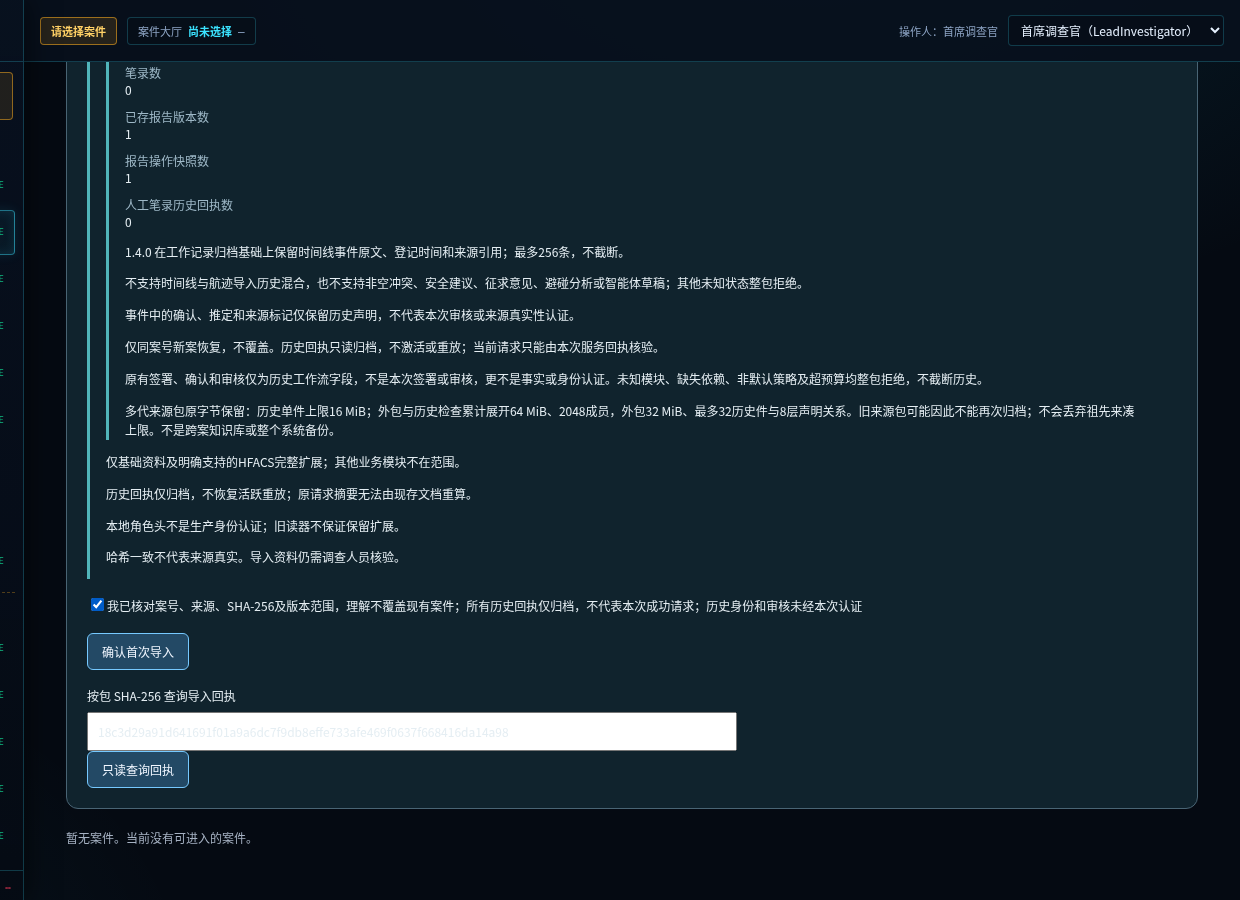 请选择案件
案件大厅 尚未选择 –
操作人：首席调查官
首席调查官（LeadInvestigator）
笔录数
0
已存报告版本数
1
报告操作快照数
1
人工笔录历史回执数
0
1.4.0 在工作记录归档基础上保留时间线事件原文、登记时间和来源引用；最多256条，不截断。
不支持时间线与航迹导入历史混合，也不支持非空冲突、安全建议、征求意见、避碰分析或智能体草稿；其他未知状态整包拒绝。
事件中的确认、推定和来源标记仅保留历史声明，不代表本次审核或来源真实性认证。
仅同案号新案恢复，不覆盖。历史回执只读归档，不激活或重放；当前请求只能由本次服务回执核验。
原有签署、确认和审核仅为历史工作流字段，不是本次签署或审核，更不是事实或身份认证。未知模块、缺失依赖、非默认策略及超预算均整包拒绝，不截断历史。
多代来源包原字节保留：历史单件上限16 MiB；外包与历史检查累计展开64 MiB、2048成员，外包32 MiB、最多32历史件与8层声明关系。旧来源包可能因此不能再次归档；不会丢弃祖先来凑
上限。不是跨案知识库或整个系统备份。
仅基础资料及明确支持的HFACS完整扩展；其他业务模块不在范围。
历史回执仅归档，不恢复活跃重放；原请求摘要无法由现存文档重算。
本地角色头不是生产身份认证；旧读器不保证保留扩展。
哈希一致不代表来源真实。导入资料仍需调查人员核验。
我已核对案号、来源、SHA-256及版本范围，理解不覆盖现有案件；所有历史回执仅归档，不代表本次成功请求；历史身份和审核未经本次认证
确认首次导入
按包 SHA-256 查询导入回执
18c3d29a91d641691f01a9a6dc7f9db8effe733afe469f0637f668416da14a98
只读查询回执
暂无案件。当前没有可进入的案件。